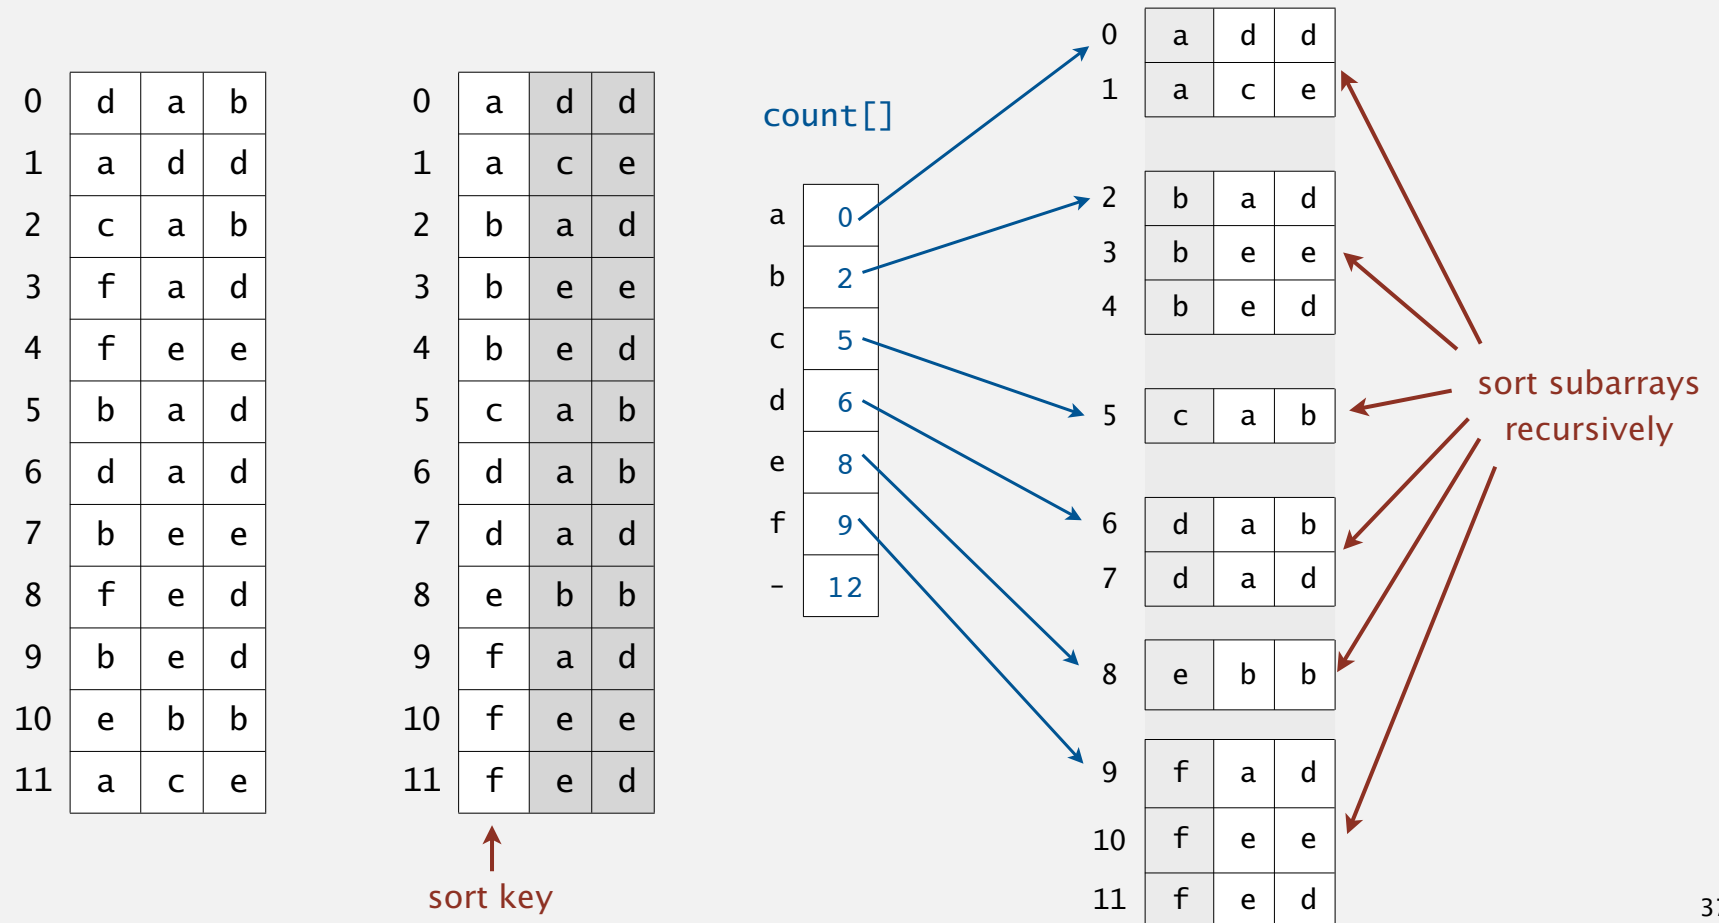 0 d a b
1 a d d
2 c a b
3 f a d
4 f e e
5 b a d
6 d a d
7 b e e
8 f e d
9 b e d
10 e b b
11 a c e
0 a d d
1 a c e
2 b a d
3 b e e
4 b e d
5 c a b
6 d a b
7 d a d
8 e b b
9 f a d
10 f e e
11 f e d
sort key
count[]
a 0
b 2
c 5
d 6
e 8
f 9
- 12
0 a d d
1 a c e
2 b a d
3 b e e
4 b e d
5 c a b
6 d a b
7 d a d
8 e b b
9 f a d
10 f e e
11 f e d
sort subarrays
recursively